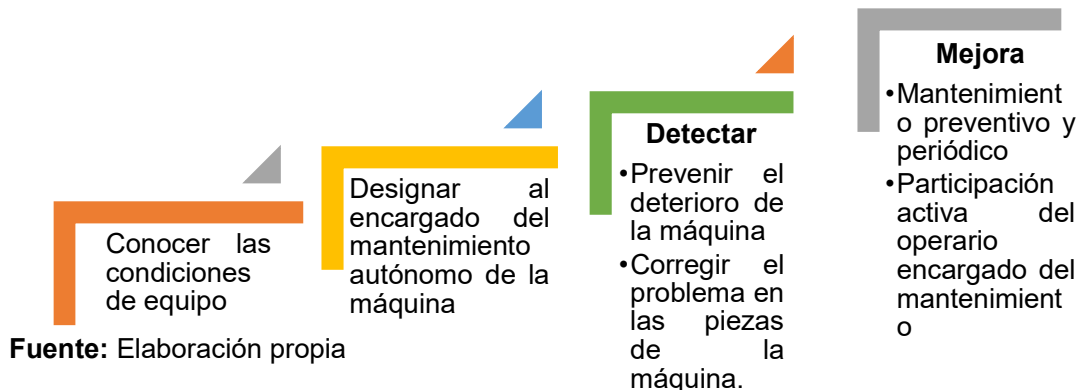 Conocer las
condiciones
de equipo
Designar al
encargado del
mantenimiento
autónomo de la
máquina
Detectar
•Prevenir el
deterioro de
la máquina
•Corregir el
problema en
las piezas
de la
máquina.
Mejora
•Mantenimient
o preventivo y
periódico
•Participación
activa del
operario
encargado del
mantenimient
o
Fuente: Elaboración propia